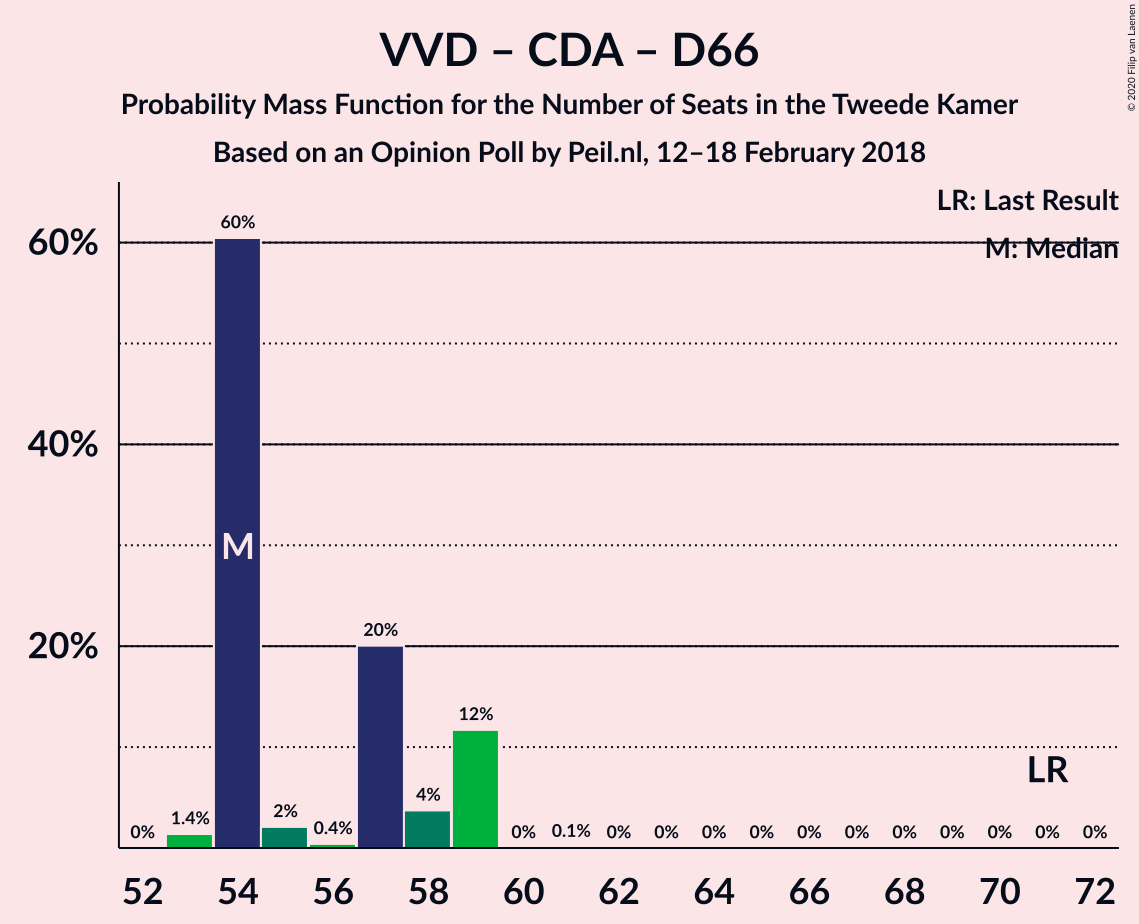 VVD – CDA – D66
Probability Mass Function for the Number of Seats in the Tweede Kamer
Based on an Opinion Poll by Peil.nl, 12–18 February 2018
© 2020 Filip van Laenen
LR: Last Result
M: Median
60%
40%
20%
0% 1.4% 60% 2% 0.4% 20% 4% 12% 0% 0.1% 0% 0% 0% 0% 0% 0% 0% 0% 0% 0% 0%
M
LR
52 54 56 58 60 62 64 66 68 70 72